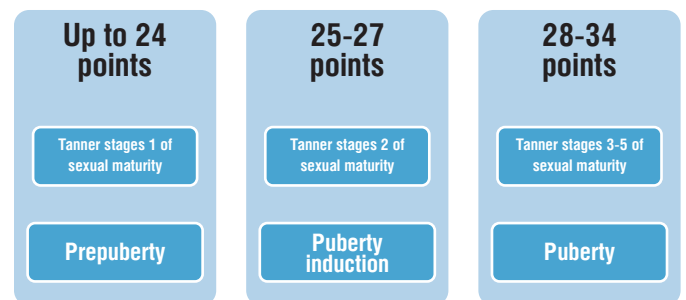 Up to 24
points
Tanner stages 1 of
sexual maturity
Prepuberty
25-27
points
Tanner stages 2 of
sexual maturity
Puberty
induction
28-34
points
Tanner stages 3-5 of
sexual maturity
Puberty